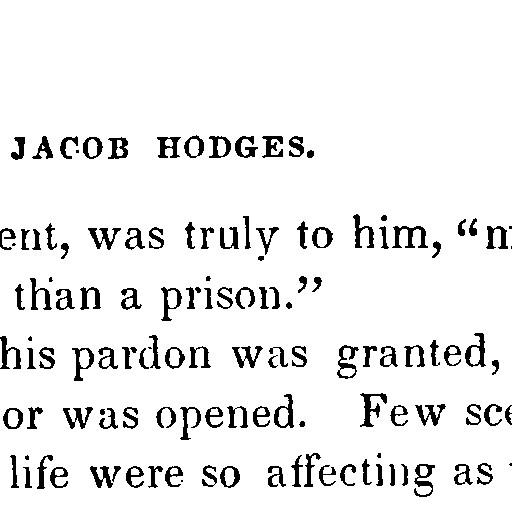 JACOB HODGES.
ent, was truly to him, "m
than a prison."
his pardon was granted,
or was opened. Few sce
life were so affecting as